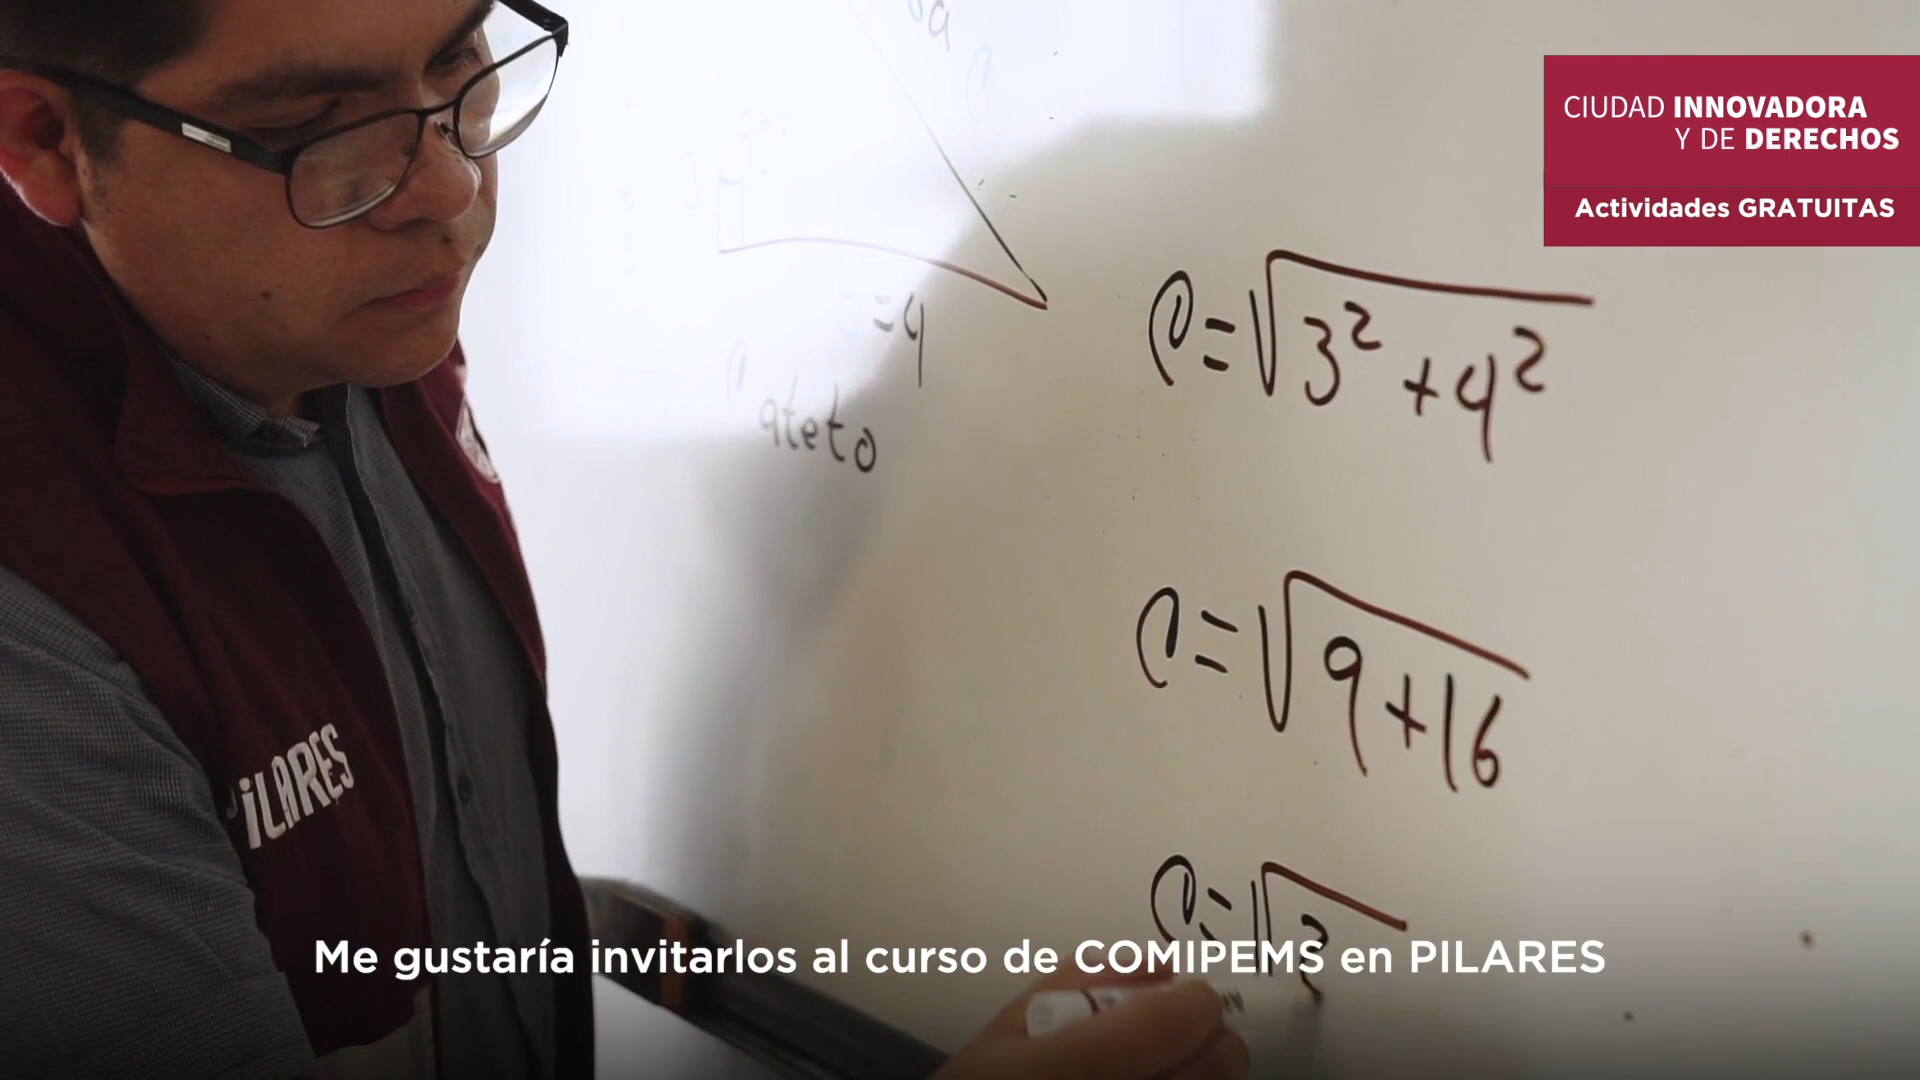 CIUDAD INNOVADORA
Y DE DERECHOS
Actividades GRATUITAS
=4
cateto
c=√3²+4²
c=√9+16
c=√2
PILARES
Me gustaría invitarlos al curso de COMIPEMS en PILARES